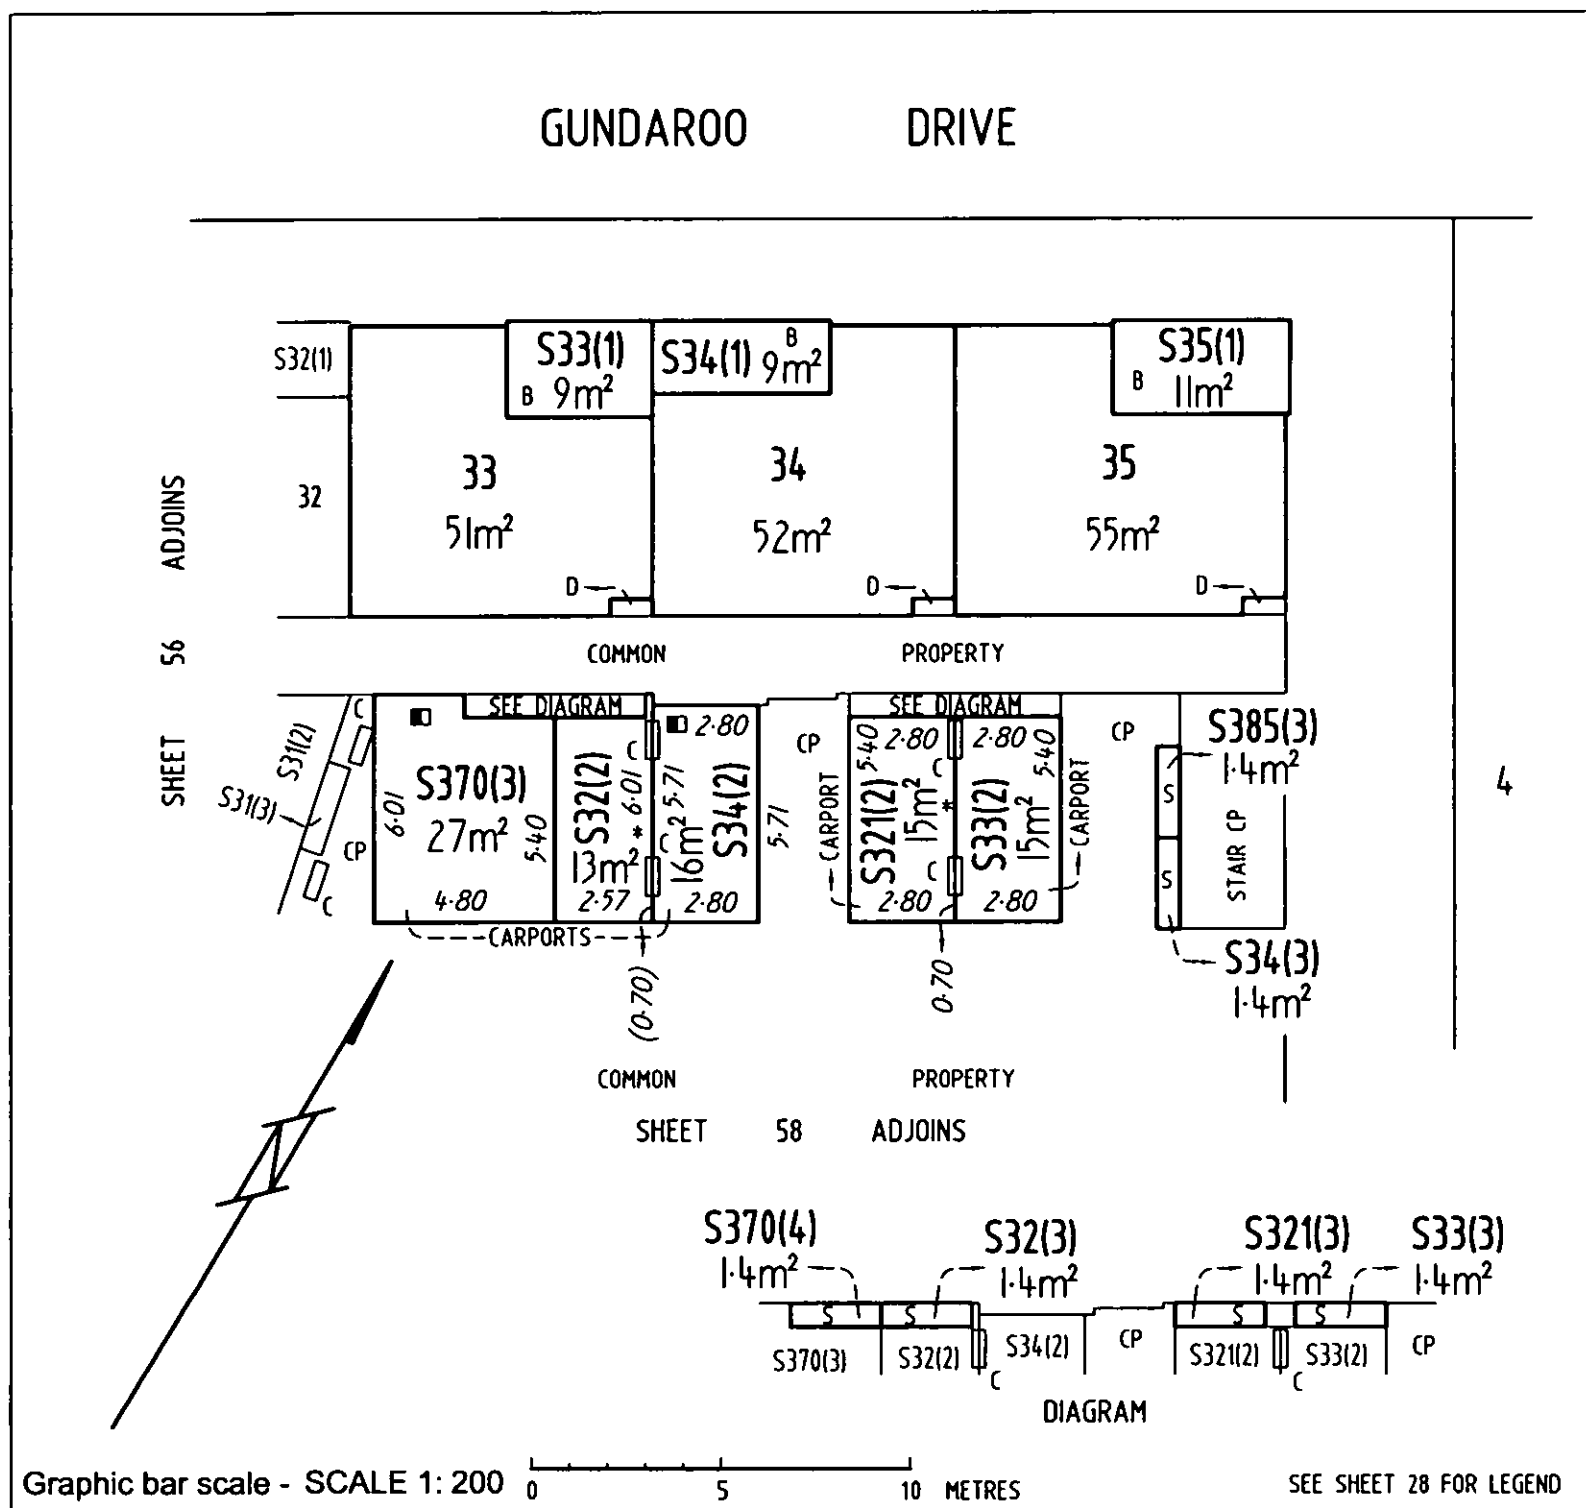 GUNDAROO DRIVE
S32(1)
S33(1)
B 9m²
S34(1) 9m²
B
S35(1)
B 11m²
32
33
51m²
34
52m²
35
55m²
D
D
D
SHEET 56 ADJOINS
COMMON PROPERTY
SEE DIAGRAM
SEE DIAGRAM
C
S31(2)
S31(3)
CP
C
S370(3)
27m²
6·01
5·40
4·80
S32(2)
13m²
* 6·01
2·57
C
C
2·80
S34(2)
16m²
5·71
5·71
2·80
CP
CARPORT
5·40
2·80
S321(2)
15m²
*
C
C
2·80
2·80
5·40
S33(2)
15m²
2·80
CARPORT
CP
S385(3)
1·4m²
S
S
STAIR CP
S34(3)
1·4m²
4
CARPORTS
(0·70)
0·70
COMMON PROPERTY
SHEET 58 ADJOINS
S370(4)
1·4m²
S32(3)
1·4m²
S321(3)
1·4m²
S33(3)
1·4m²
S
S
S
S
S370(3)
S32(2)
C
S34(2)
CP
S321(2)
C
S33(2)
CP
DIAGRAM
Graphic bar scale - SCALE 1: 200
0 5 10 METRES
SEE SHEET 28 FOR LEGEND